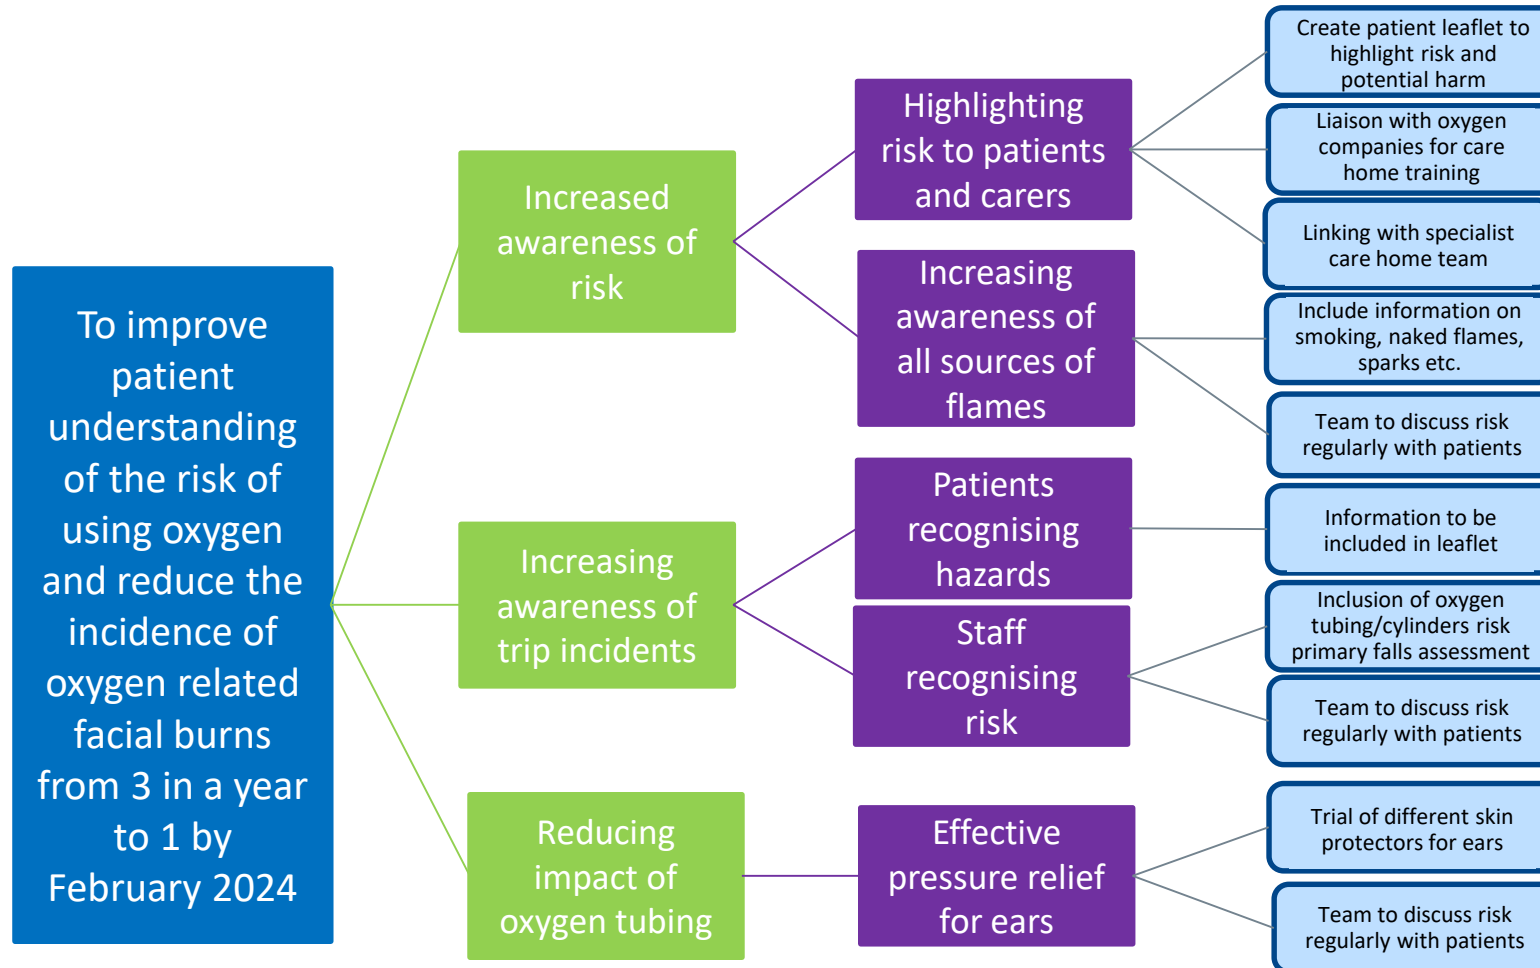 To improve
patient
understanding
of the risk of
using oxygen
and reduce the
incidence of
oxygen related
facial burns
from 3 in a year
to 1 by
February 2024
Increased
awareness of
risk
Increasing
awareness of
trip incidents
Reducing
impact of
oxygen tubing
Highlighting
risk to patients
and carers
Increasing
awareness of
all sources of
flames
Patients
recognising
hazards
Staff
recognising
risk
Effective
pressure relief
for ears
Create patient leaflet to
highlight risk and
potential harm
Liaison with oxygen
companies for care
home training
Linking with specialist
care home team
Include information on
smoking, naked flames,
sparks etc.
Team to discuss risk
regularly with patients
Information to be
included in leaflet
Inclusion of oxygen
tubing/cylinders risk
primary falls assessment
Team to discuss risk
regularly with patients
Trial of different skin
protectors for ears
Team to discuss risk
regularly with patients